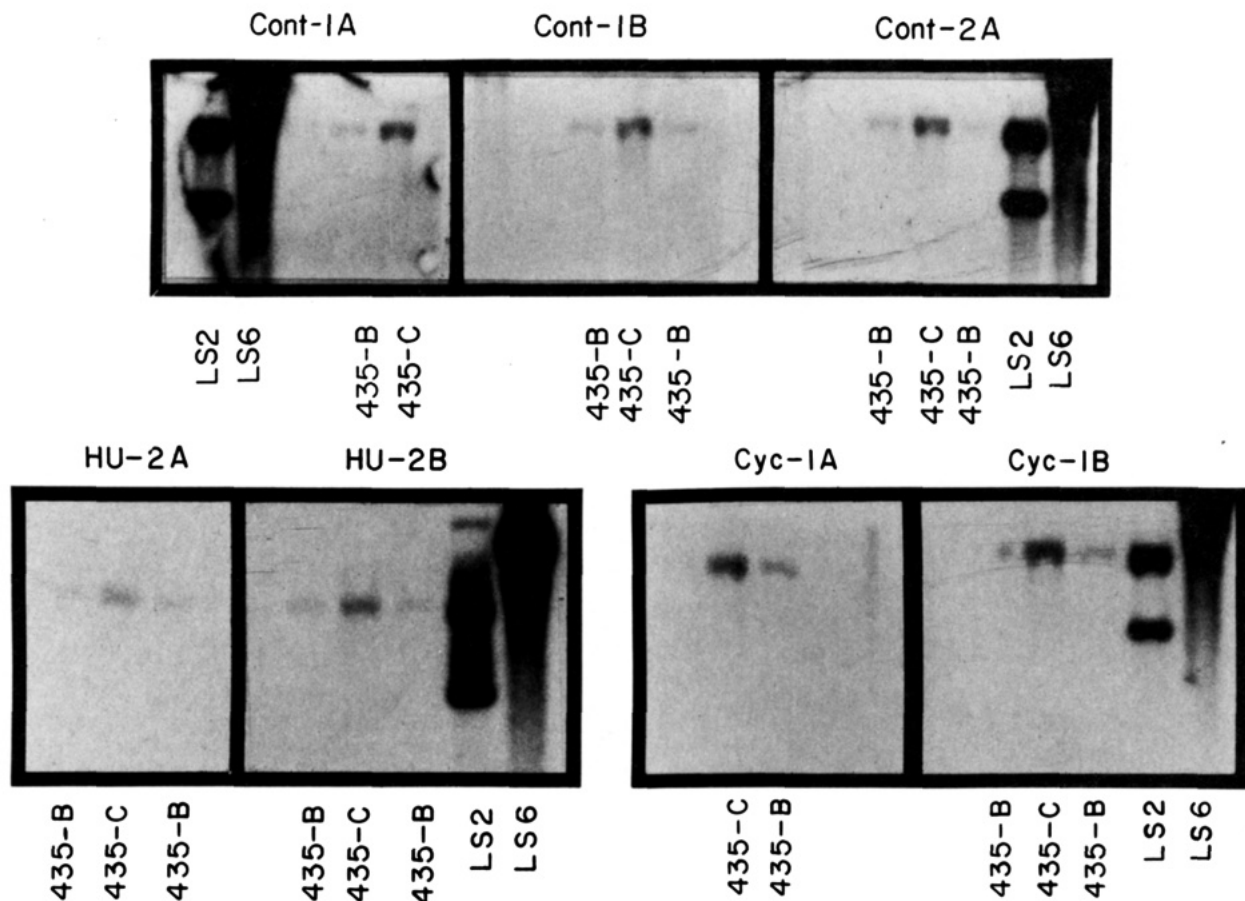 Cont-1A Cont-1B Cont-2A
LS2 LS6 435-B 435-C 435-B 435-C 435-B 435-B 435-C 435-B LS2 LS6
HU-2A HU-2B Cyc-1A Cyc-1B
435-B 435-C 435-B 435-B 435-C 435-B LS2 LS6 435-C 435-B 435-B 435-C 435-B LS2 LS6